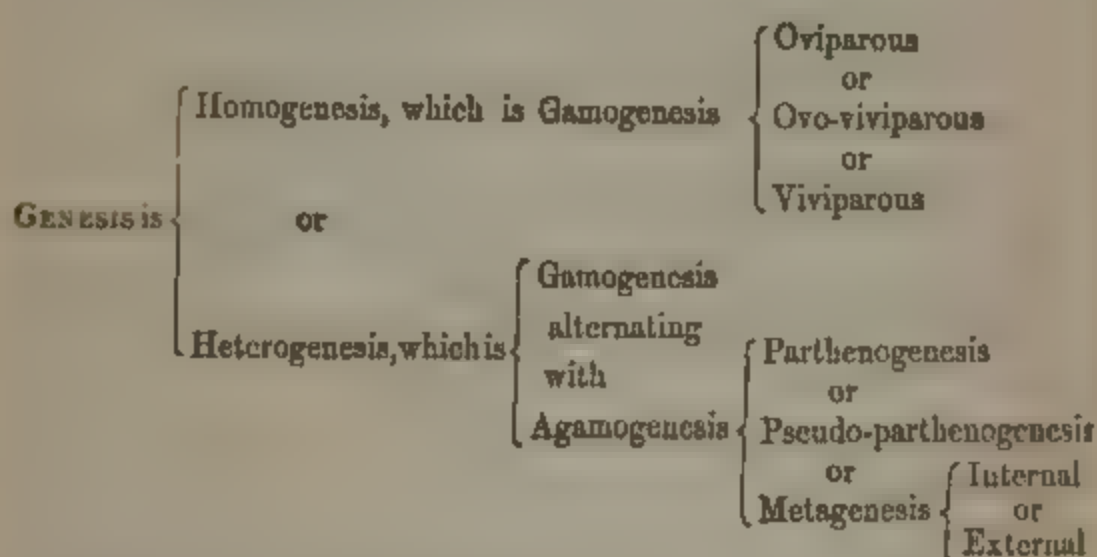 Oviparous
or
Homogenesis, which is Gamogenesis
Ovo-viviparous
or
Viviparous
GENESIS is
or
Gamogenesis
alternating
Heterogenesis, which is
with
Parthenogenesis
or
Agamogenesis
Pseudo-parthenogenesis
or
Internal
Metagenesis
or
External